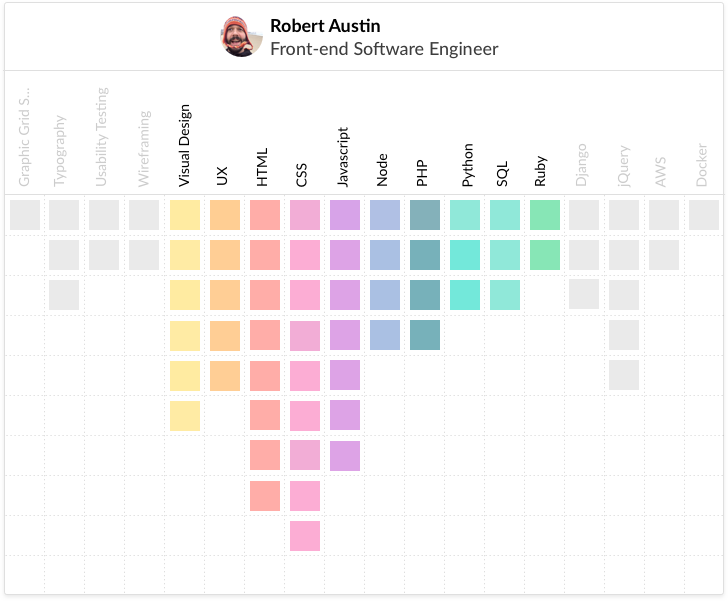 Robert Austin
Front-end Software Engineer
Graphic Grid S...
Typography
Usability Testing
Wireframing
Visual Design
UX
HTML
CSS
Javascript
Node
PHP
Python
SQL
Ruby
Django
jQuery
AWS
Docker